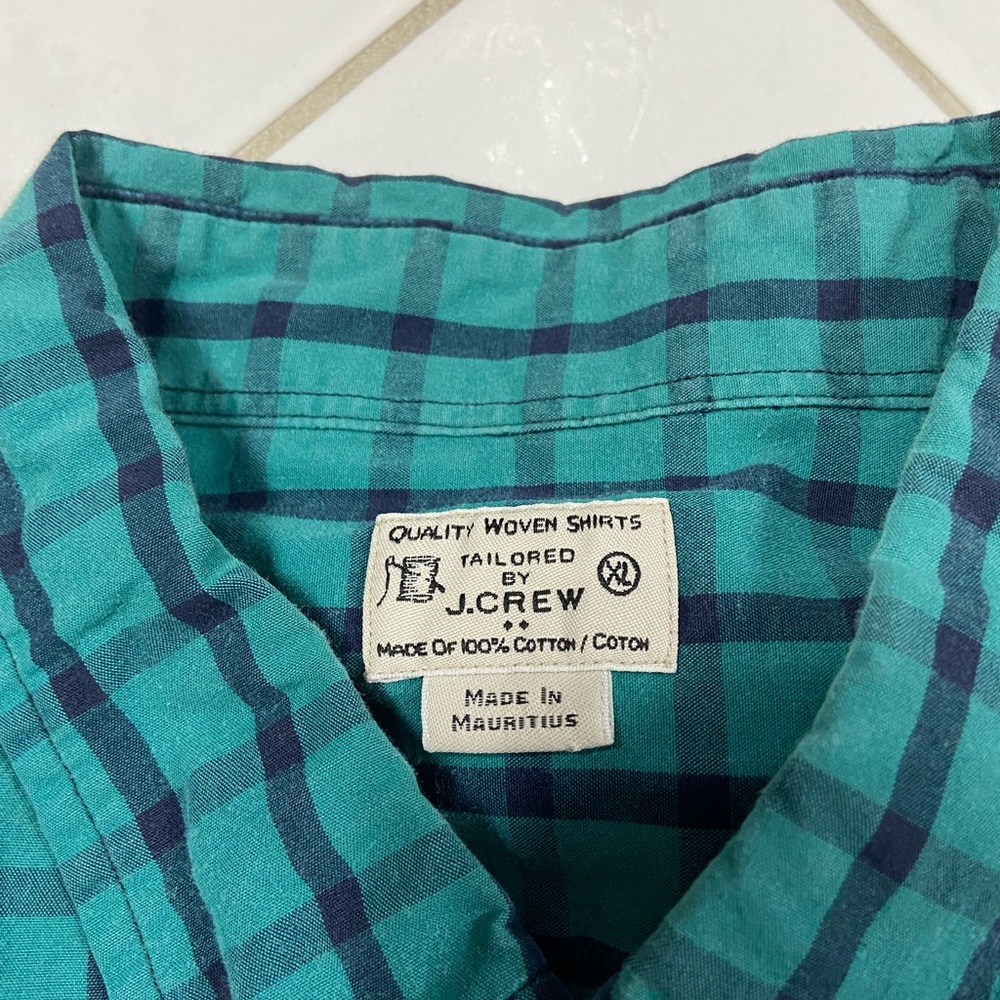 QUALITY WOVEN SHIRTS
TAILORED
BY
XL
J.CREW
MADE OF 100% COTTON / COTON
MADE IN
MAURITIUS